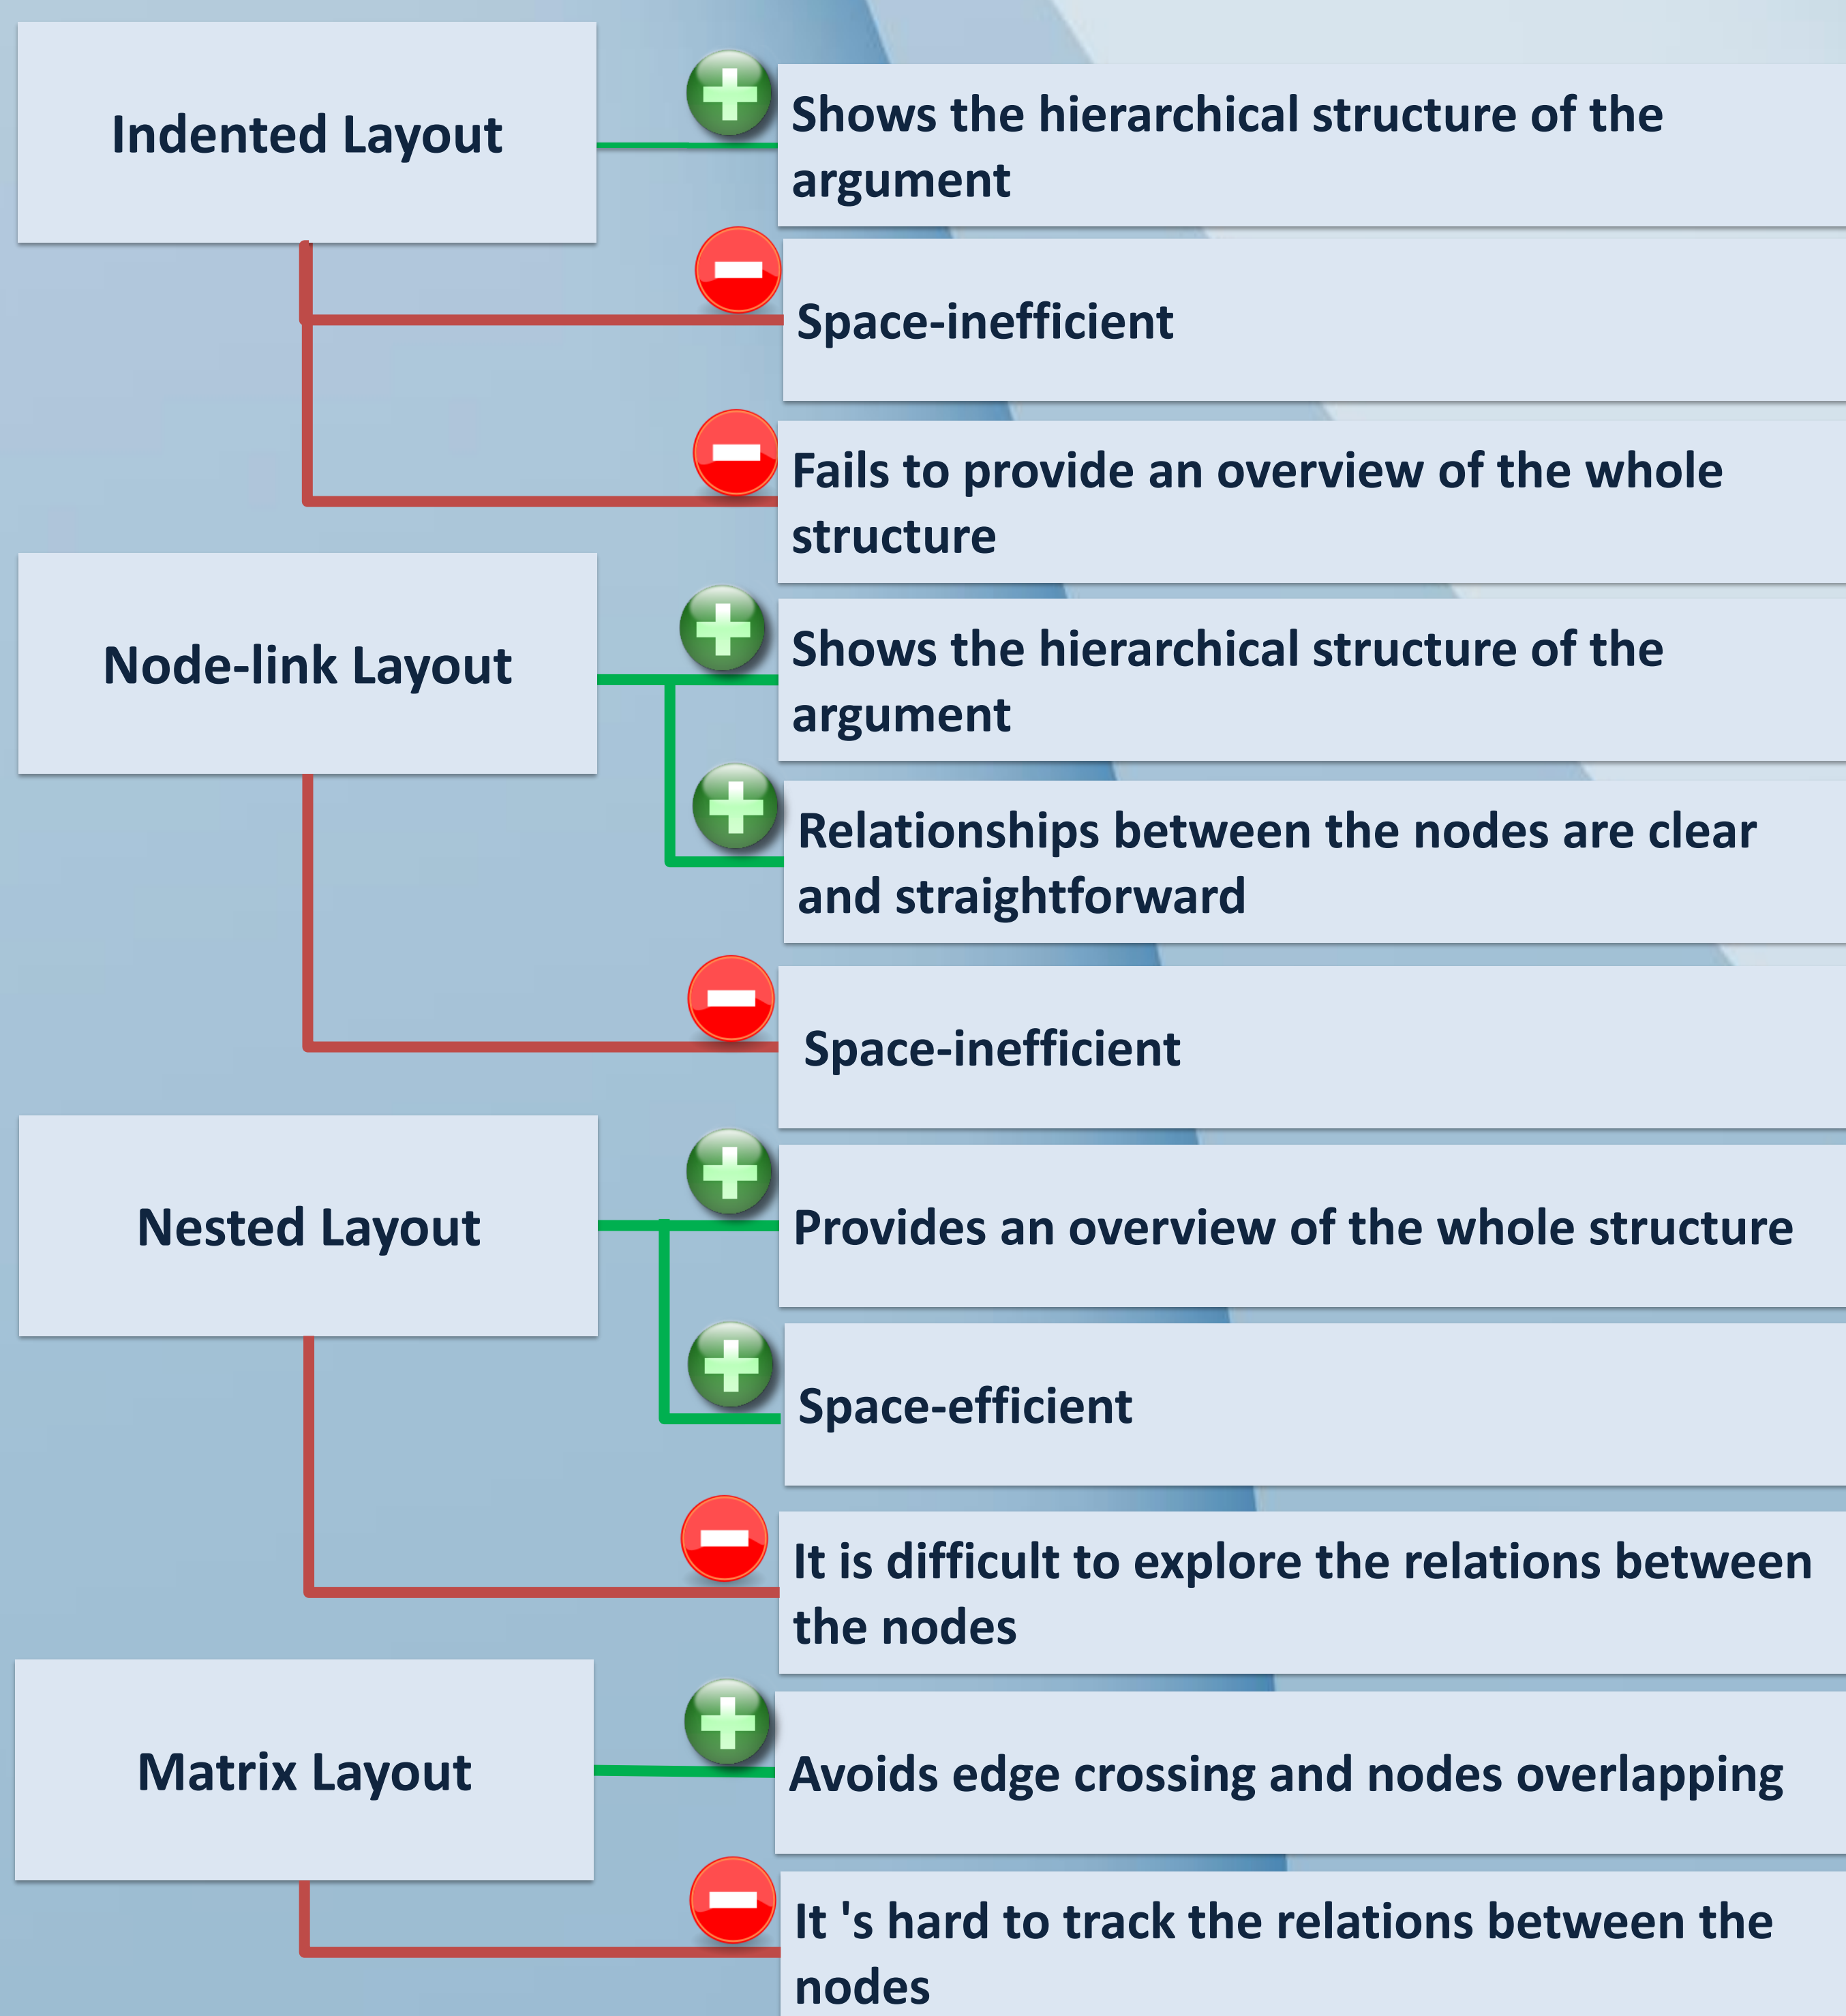 Indented Layout
Shows the hierarchical structure of the
argument
Space-inefficient
Fails to provide an overview of the whole
structure
Node-link Layout
Shows the hierarchical structure of the
argument
Relationships between the nodes are clear
and straightforward
Space-inefficient
Nested Layout
Provides an overview of the whole structure
Space-efficient
It is difficult to explore the relations between
the nodes
Matrix Layout
Avoids edge crossing and nodes overlapping
It 's hard to track the relations between the
nodes